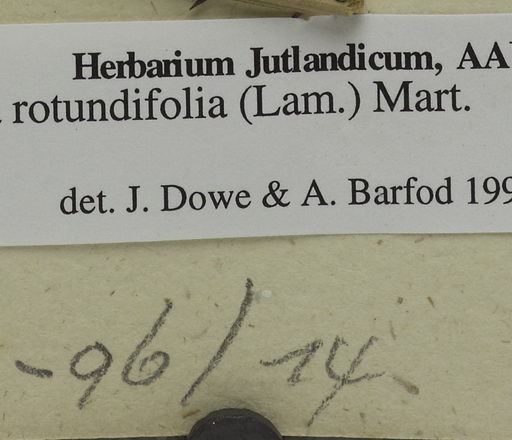 Herbarium Jutlandicum, AA
rotundifolia (Lam.) Mart.
det. J. Dowe & A. Barfod 199
-96/-14